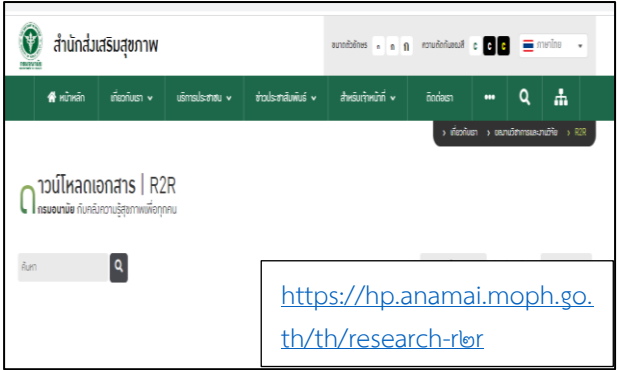 สำนักส่งเสริมสุขภาพ
ขนาดตัวอักษร ก ก ก ความตัดกันของสี C C C ภาษาไทย
หน้าหลัก เกี่ยวกับเรา บริการประชาชน ข่าวประชาสัมพันธ์ สำหรับเจ้าหน้าที่ ติดต่อเรา •••
› เกี่ยวกับเรา › ผลงานวิชาการและงานวิจัย › R2R
ดาวน์โหลดเอกสาร | R2R
กรมอนามัย กับคลังความรู้สุขภาพเพื่อทุกคน
ค้นหา
https://hp.anamai.moph.go.
th/th/research-r๒r